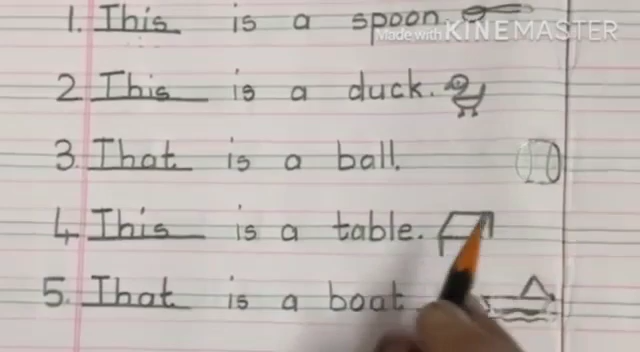 1. This is a spoon.
Made with KINEMASTER
2 This is a duck.
3. That is a ball.
4 This is a table.
5. That is a boat